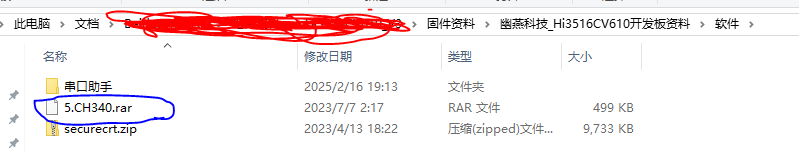 此电脑 > 文档 > > 固件资料 > 幽燕科技_Hi3516CV610开发板资料 > 软件 >
名称 修改日期 类型 大小
串口助手 2025/2/16 19:13 文件夹
5.CH340.rar 2023/7/7 2:17 RAR 文件 499 KB
securecrt.zip 2023/4/13 18:22 压缩(zipped)文件... 9,733 KB